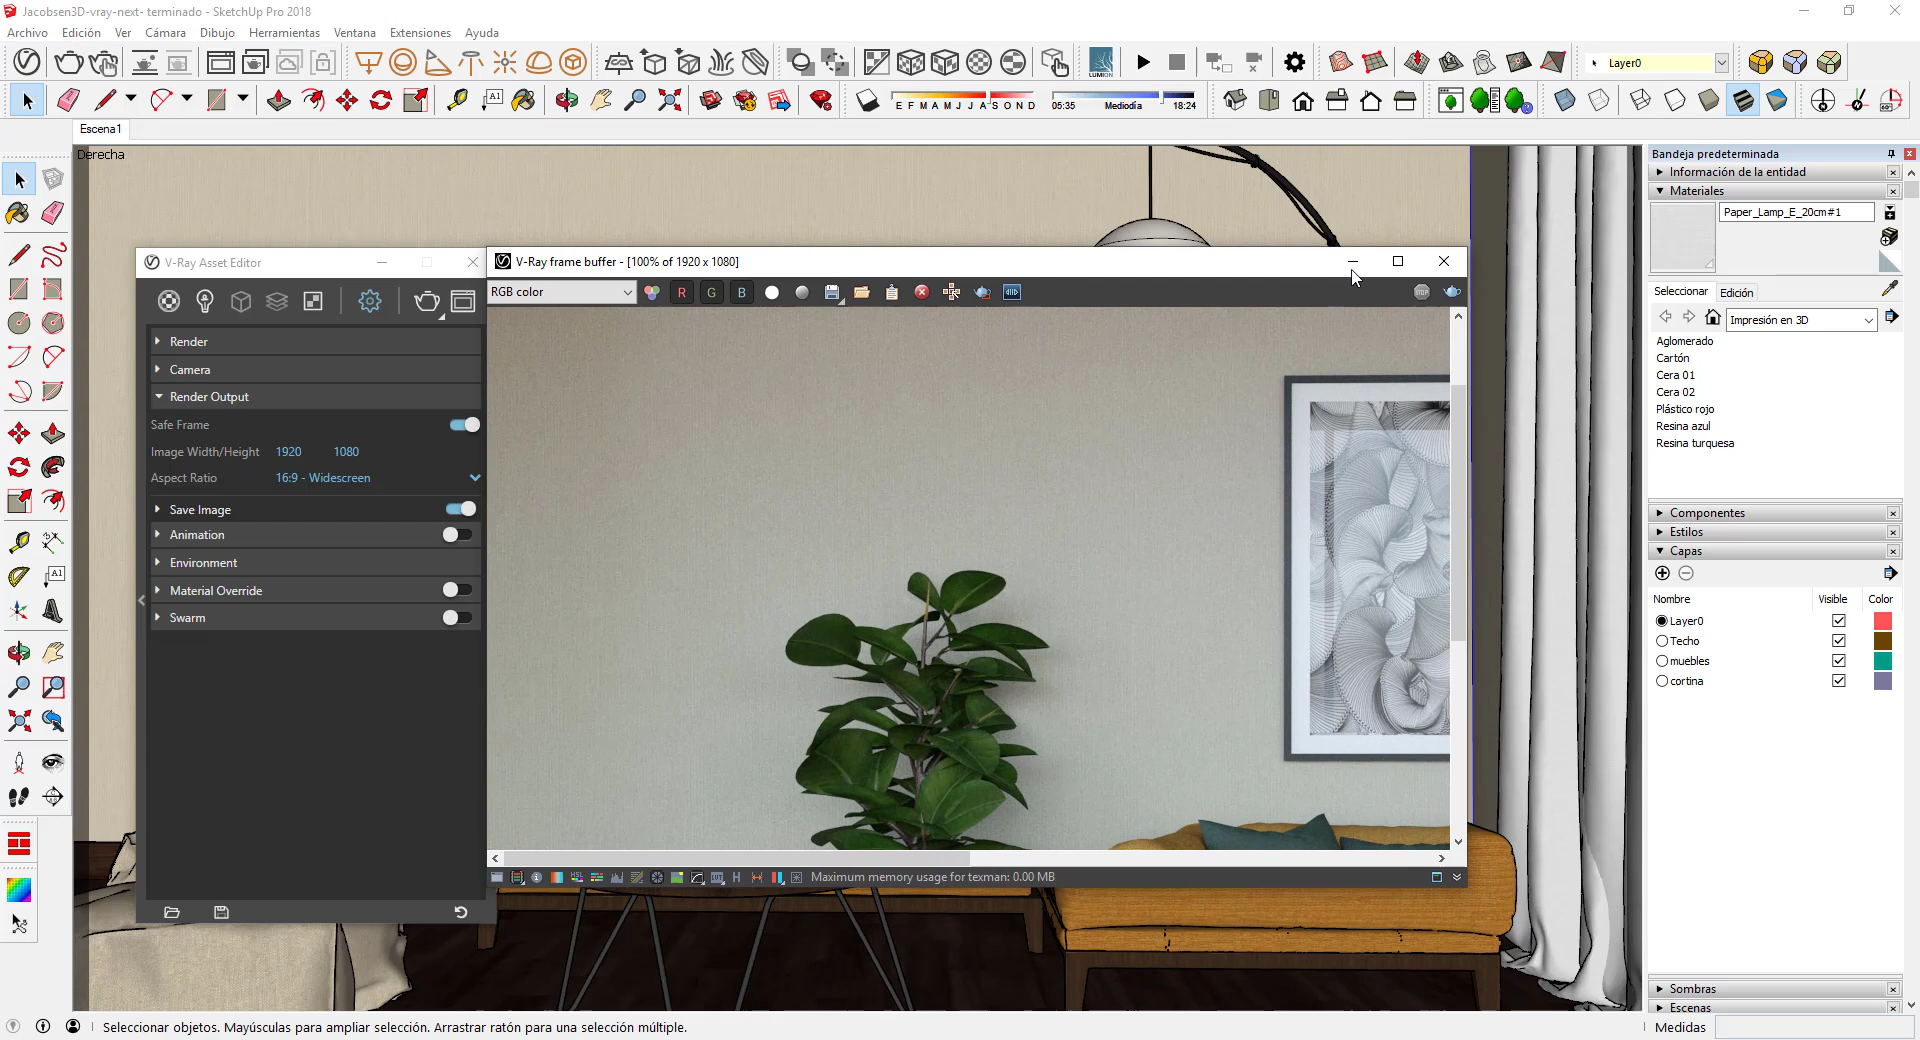 Jacobsen3D-vray-next- terminado - SketchUp Pro 2018
Archivo Edición Ver Cámara Dibujo Herramientas Ventana Extensiones Ayuda
LUMION
Layer0
A1
E F M A M J J A S O N D
05:35 Mediodía 18:24
Escena1
Derecha
V-Ray Asset Editor
Render
Camera
Render Output
Safe Frame
Image Width/Height 1920 1080
Aspect Ratio 16:9 - Widescreen
Save Image
Animation
Environment
Material Override
Swarm
V-Ray frame buffer - [100% of 1920 x 1080]
RGB color
R G B
STOP
HSL
LUT
H
Maximum memory usage for texman: 0.00 MB
Bandeja predeterminada
Información de la entidad
Materiales
Paper_Lamp_E_20cm#1
Seleccionar Edición
Impresión en 3D
Aglomerado
Cartón
Cera 01
Cera 02
Plástico rojo
Resina azul
Resina turquesa
Componentes
Estilos
Capas
Nombre Visible Color
Layer0
Techo
muebles
cortina
Sombras
Escenas
A1
Seleccionar objetos. Mayúsculas para ampliar selección. Arrastrar ratón para una selección múltiple.
Medidas